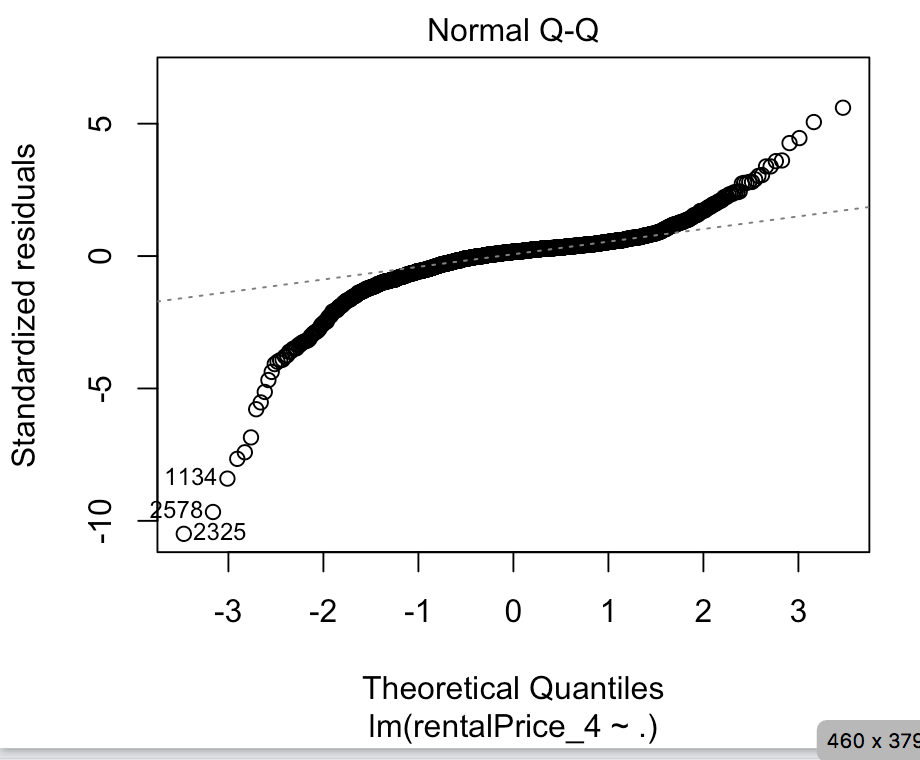 Normal Q-Q
Standardized residuals
5
0
-5
-10
1134
2578
2325
-3 -2 -1 0 1 2 3
Theoretical Quantiles
lm(rentalPrice_4 ~ .)
460 x 379